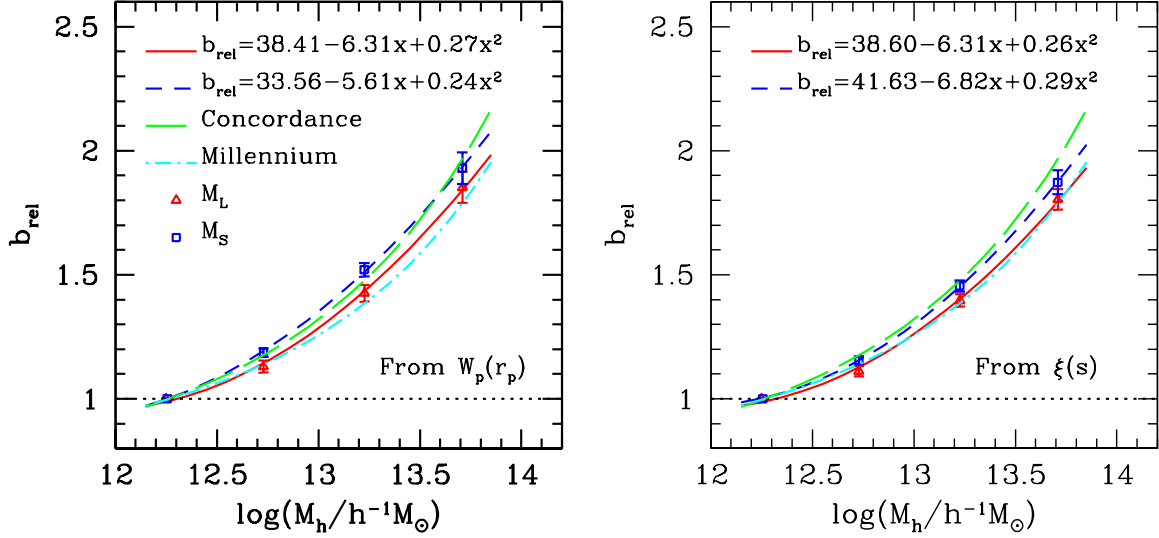 2.5
2
1.5
1
b_rel
b_rel=38.41−6.31x+0.27x²
b_rel=33.56−5.61x+0.24x²
Concordance
Millennium
M_L
M_S
From W_p(r_p)
12 12.5 13 13.5 14
log(M_h/h⁻¹M_⊙)
2.5
2
1.5
1
b_rel
b_rel=38.60−6.31x+0.26x²
b_rel=41.63−6.82x+0.29x²
From ξ(s)
12 12.5 13 13.5 14
log(M_h/h⁻¹M_⊙)